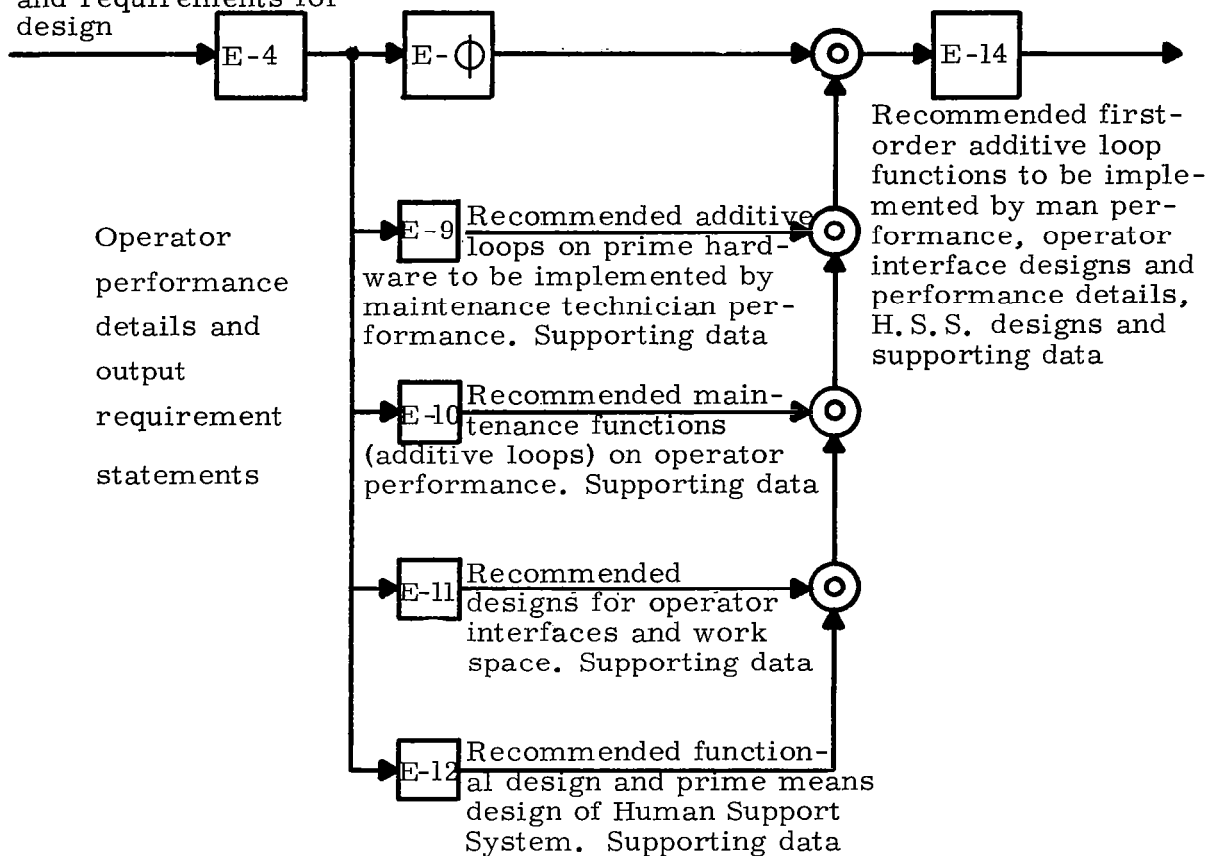 and requirements for
design
E-4
E-Φ
E-14
Recommended first-
order additive loop
functions to be imple-
mented by man per-
formance, operator
interface designs and
performance details,
H.S.S. designs and
supporting data
Operator
performance
details and
output
requirement
statements
E-9
Recommended additive
loops on prime hard-
ware to be implemented by
maintenance technician per-
formance. Supporting data
E-10
Recommended main-
tenance functions
(additive loops) on operator
performance. Supporting data
E-11
Recommended
designs for operator
interfaces and work
space. Supporting data
E-12
Recommended function-
al design and prime means
design of Human Support
System. Supporting data